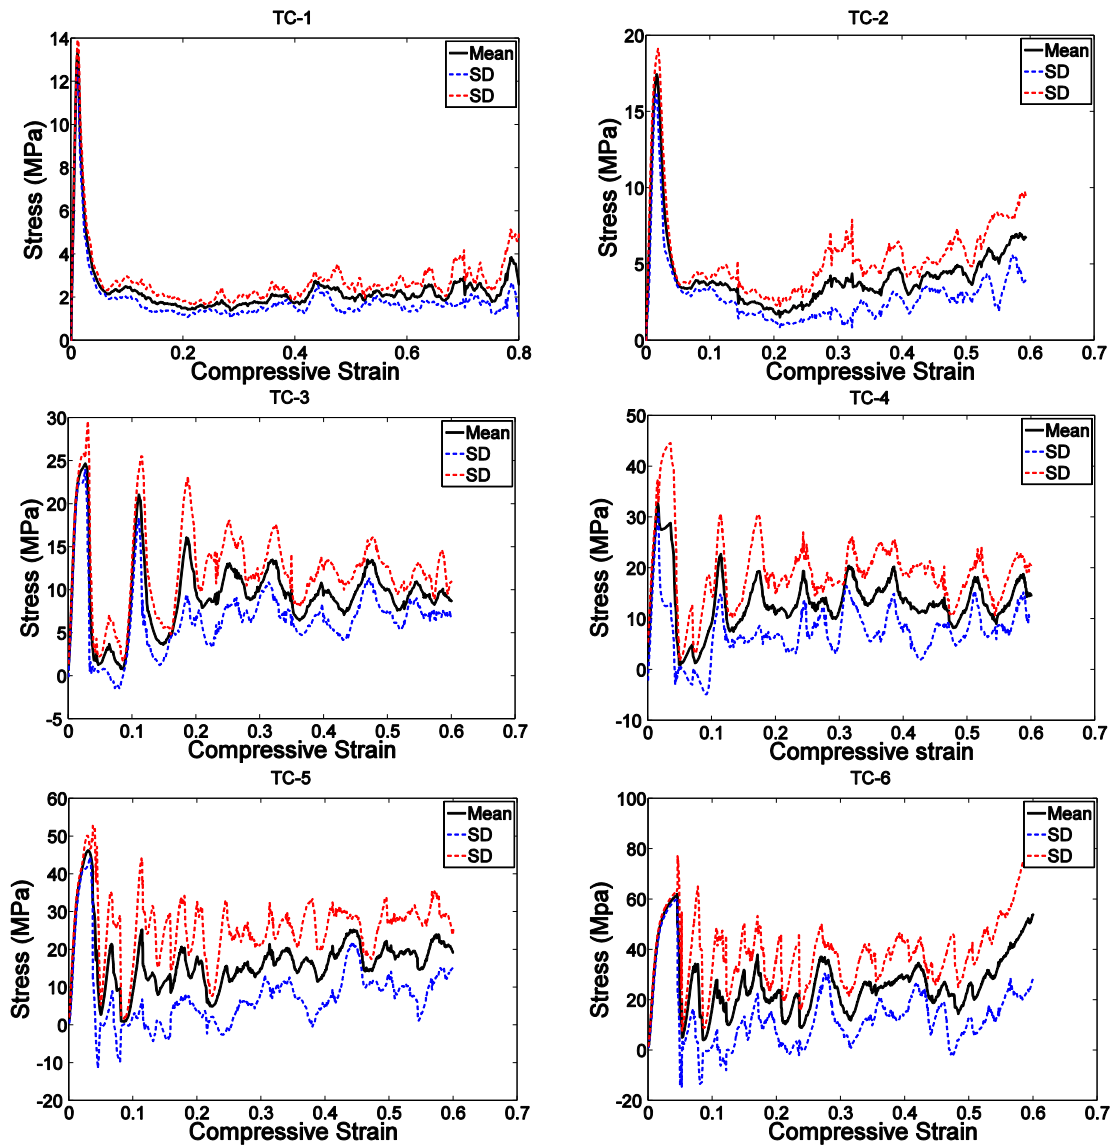 TC-1
14
12
10
8
6
4
2
0
Stress (MPa)
Mean
SD
SD
0
0.2
0.4
0.6
0.8
Compressive Strain
TC-2
20
15
10
5
0
Stress (MPa)
Mean
SD
SD
0
0.1
0.2
0.3
0.4
0.5
0.6
0.7
Compressive Strain
TC-3
30
25
20
15
10
5
0
-5
Stress (MPa)
Mean
SD
SD
0
0.1
0.2
0.3
0.4
0.5
0.6
0.7
Compressive Strain
TC-4
50
40
30
20
10
0
-10
Stress (MPa)
Mean
SD
SD
0
0.1
0.2
0.3
0.4
0.5
0.6
0.7
Compressive strain
TC-5
60
50
40
30
20
10
0
-10
-20
Stress (MPa)
Mean
SD
SD
0
0.1
0.2
0.3
0.4
0.5
0.6
0.7
Compressive Strain
TC-6
100
80
60
40
20
0
-20
Stress (Mpa)
Mean
SD
SD
0
0.1
0.2
0.3
0.4
0.5
0.6
0.7
Compressive Strain